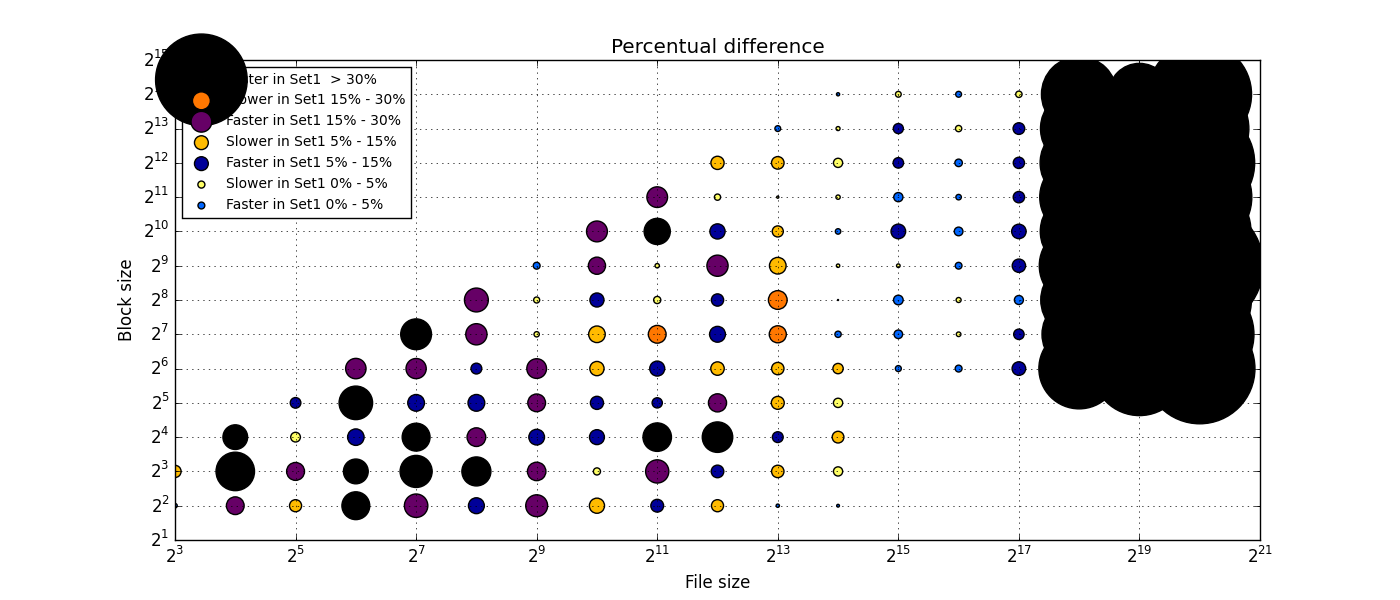 Percentual difference
in Set1 > 30%
in Set1 15% - 30%
Faster in Set1 15% - 30%
Slower in Set1 5% - 15%
Faster in Set1 5% - 15%
Slower in Set1 0% - 5%
Faster in Set1 0% - 5%
Block size
2^13
2^12
2^11
2^10
2^9
2^8
2^7
2^6
2^5
2^4
2^3
2^2
2^1
2^3 2^5 2^7 2^9 2^11 2^13 2^15 2^17 2^19 2^21
File size